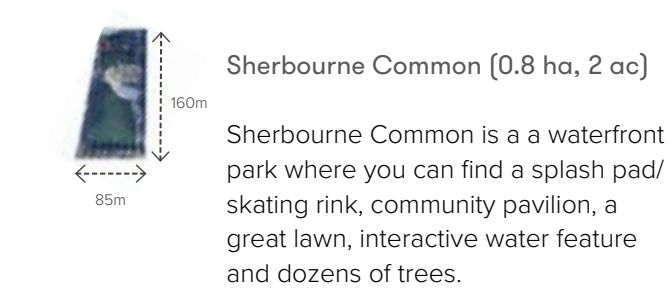 Sherbourne Common (0.8 ha, 2 ac)
160m
85m
Sherbourne Common is a a waterfront
park where you can find a splash pad/
skating rink, community pavilion, a
great lawn, interactive water feature
and dozens of trees.